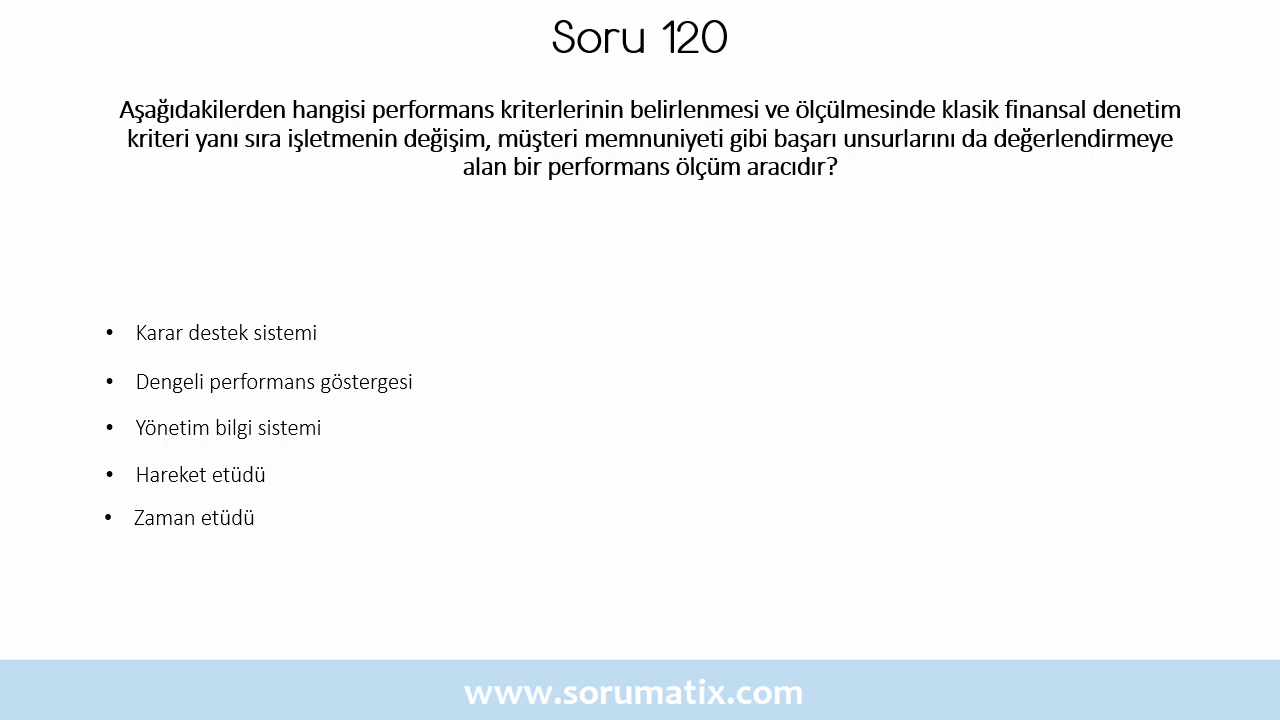 Soru 120
Aşağıdakilerden hangisi performans kriterlerinin belirlenmesi ve ölçülmesinde klasik finansal denetim
kriteri yanı sıra işletmenin değişim, müşteri memnuniyeti gibi başarı unsurlarını da değerlendirmeye
alan bir performans ölçüm aracıdır?
• Karar destek sistemi
• Dengeli performans göstergesi
• Yönetim bilgi sistemi
• Hareket etüdü
• Zaman etüdü
www.sorumatix.com